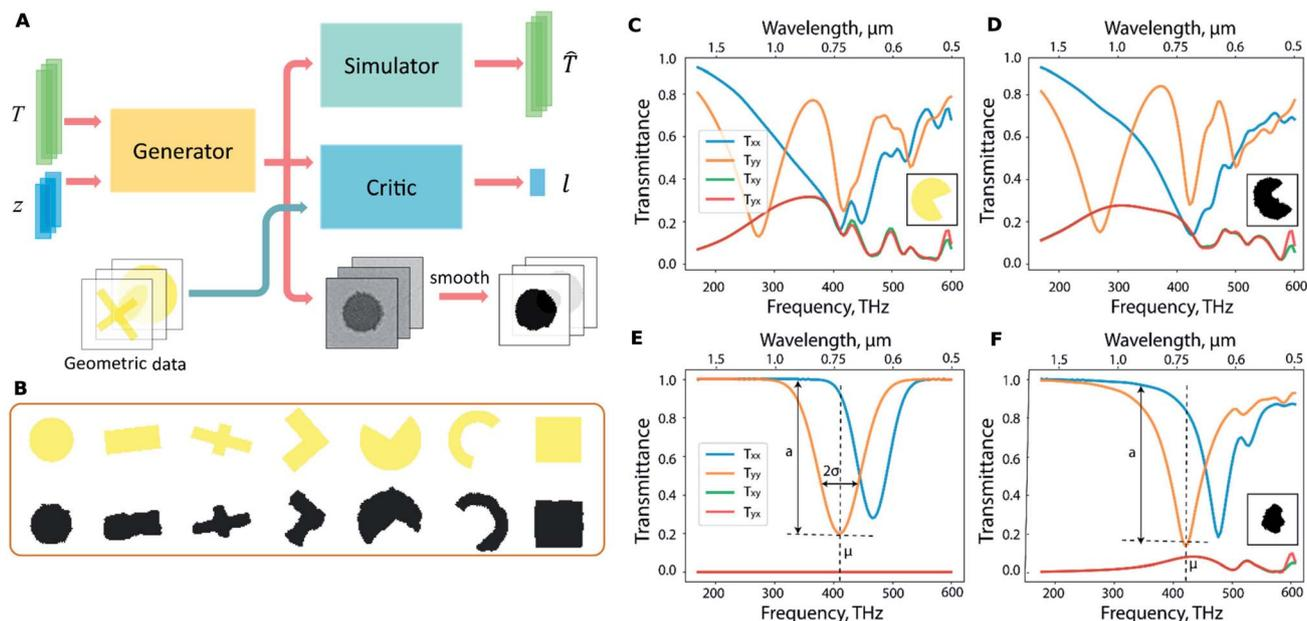 A
T
z
Generator
Simulator
Critic
T̂
l
smooth
Geometric data
B
C
Wavelength, μm
1.5 1.0 0.75 0.6 0.5
Transmittance
1.0
0.8
0.6
0.4
0.2
0.0
Txx
Tyy
Txy
Tyx
200 300 400 500 600
Frequency, THz
D
Wavelength, μm
1.5 1.0 0.75 0.6 0.5
Transmittance
1.0
0.8
0.6
0.4
0.2
0.0
200 300 400 500 600
Frequency, THz
E
Wavelength, μm
1.5 1.0 0.75 0.6 0.5
Transmittance
1.0
0.8
0.6
0.4
0.2
0.0
a
2σ
μ
Txx
Tyy
Txy
Tyx
200 300 400 500 600
Frequency, THz
F
Wavelength, μm
1.5 1.0 0.75 0.6 0.5
Transmittance
1.0
0.8
0.6
0.4
0.2
0.0
a
μ
200 300 400 500 600
Frequency, THz